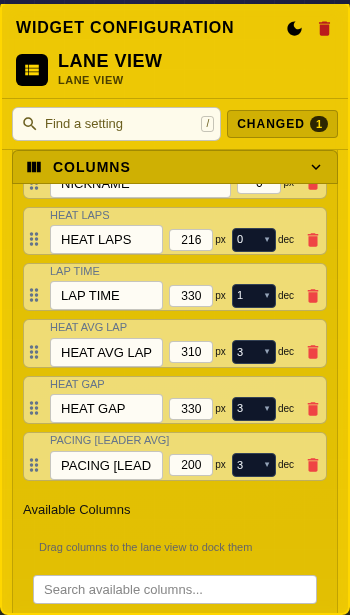 WIDGET CONFIGURATION
LANE VIEW
LANE VIEW
Find a setting /
CHANGED 1
COLUMNS
NICKNAME px
HEAT LAPS
HEAT LAPS 216 px 0 dec
LAP TIME
LAP TIME 330 px 1 dec
HEAT AVG LAP
HEAT AVG LAP 310 px 3 dec
HEAT GAP
HEAT GAP 330 px 3 dec
PACING [LEADER AVG]
PACING [LEAD 200 px 3 dec
Available Columns
Drag columns to the lane view to dock them
Search available columns...